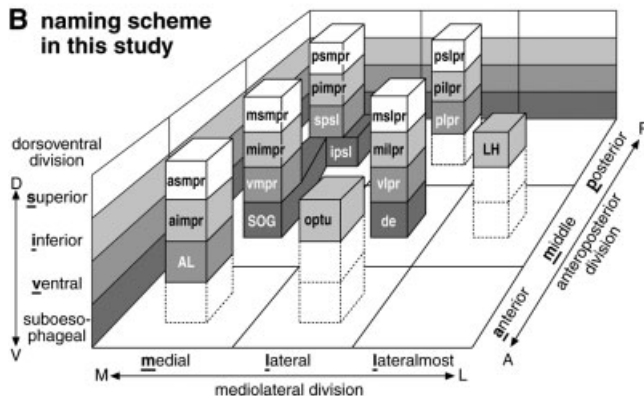 B naming scheme
in this study
psmpr
pimpr
spsl
pslpr
pilpr
plpr
msmpr
mimpr
vmpr
SOG
ipsl
mslpr
milpr
vlpr
de
LH
asmpr
aimpr
AL
optu
dorsoventral
division
D
superior
inferior
ventral
suboeso-
phageal
V
medial
lateral
lateralmost
M
L
mediolateral division
anterior
middle
posterior
anteroposterior
division
A